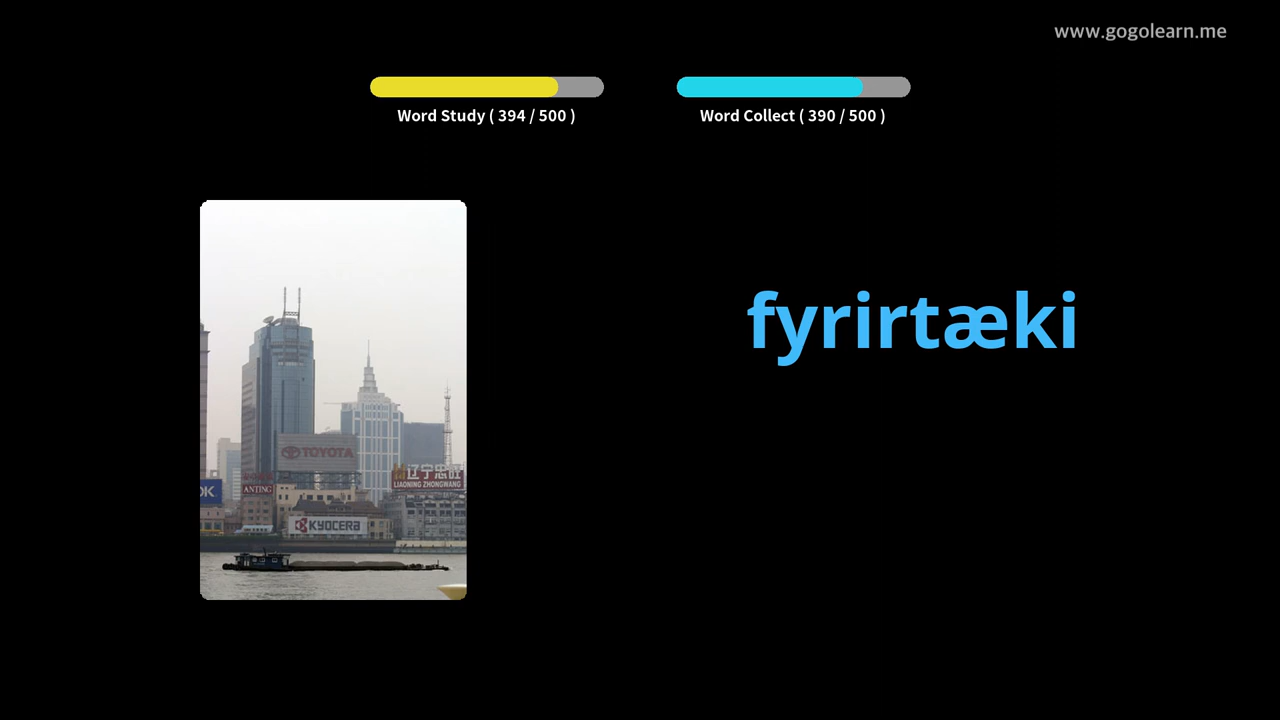 www.gogolearn.me
Word Study ( 394 / 500 )
Word Collect ( 390 / 500 )
fyrirtæki
TOYOTA
辽宁忠旺
LIAONING ZHONGWANG
ANTING
OK
KYOCERA